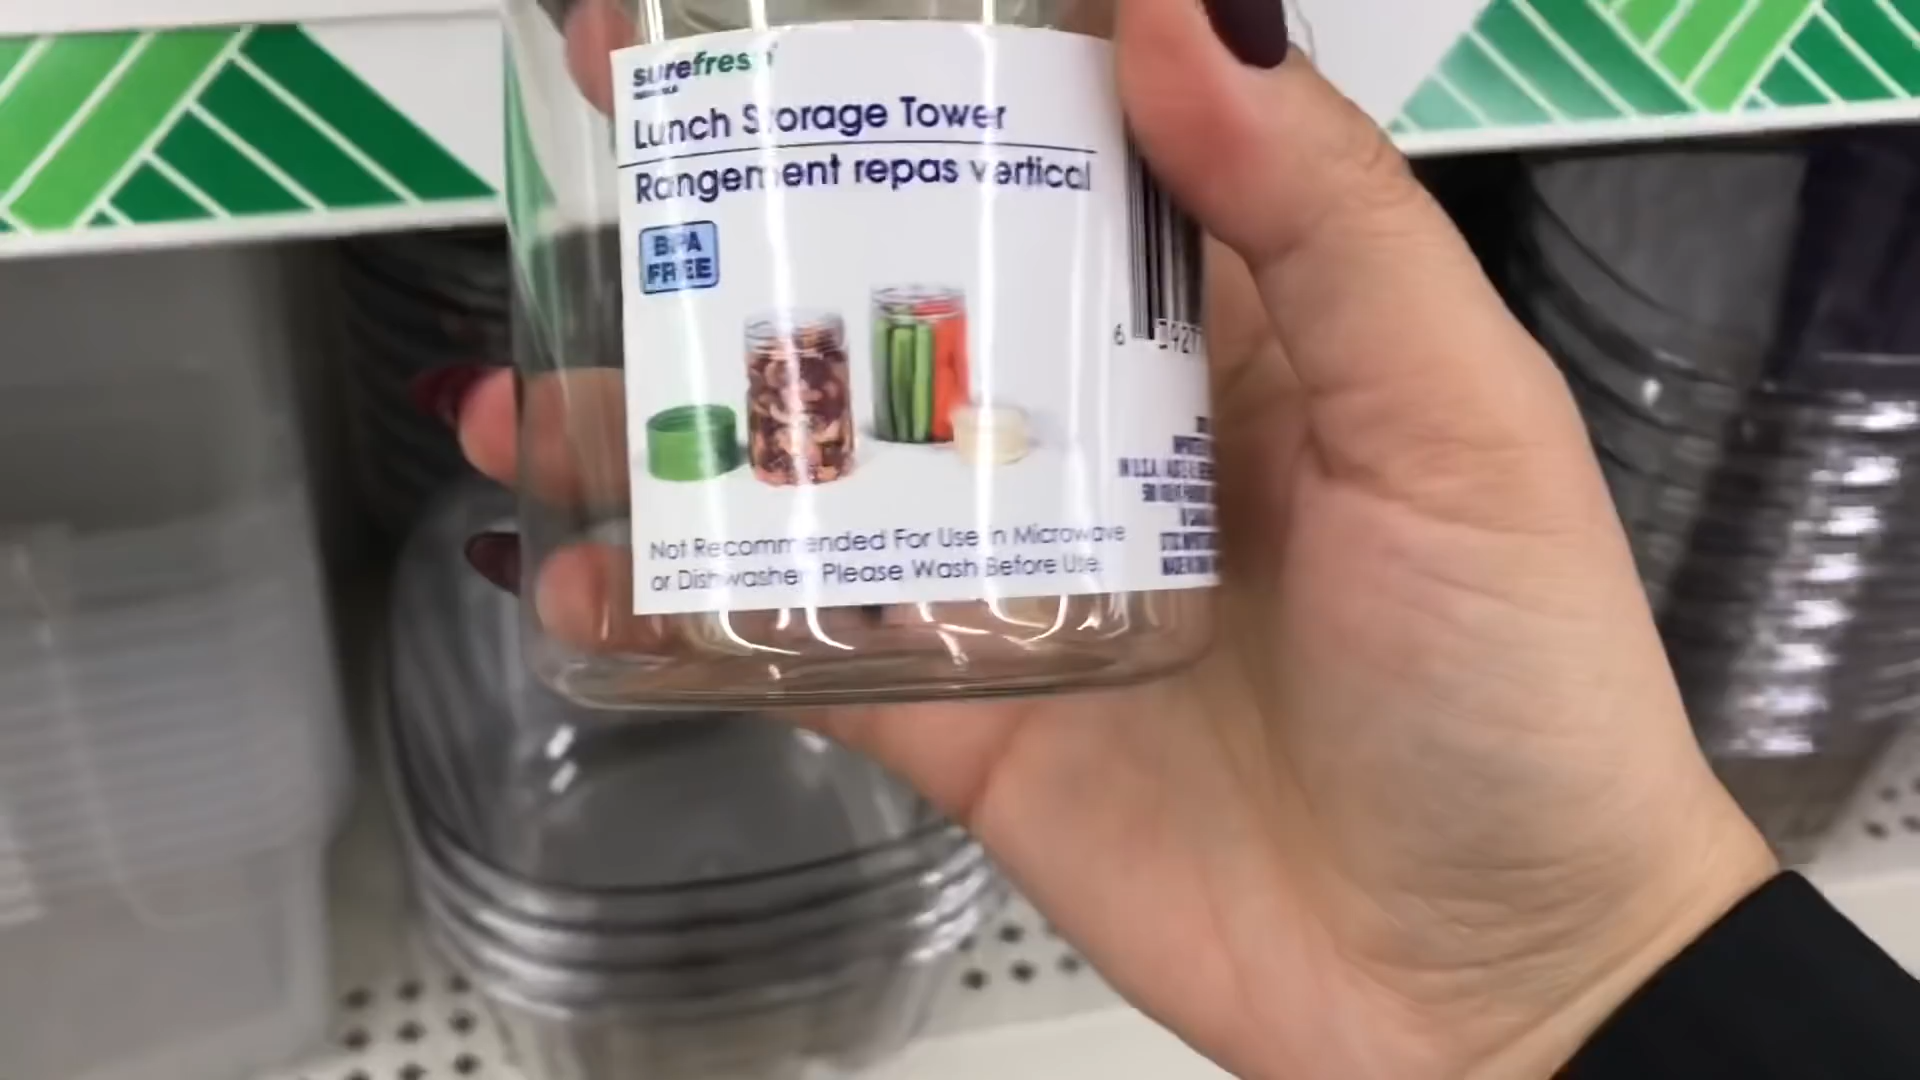 surefresh
Lunch Storage Tower
Rangement repas vertical
BPA
FREE
Not Recommended For Use in Microwave
or Dishwasher. Please Wash Before Use.